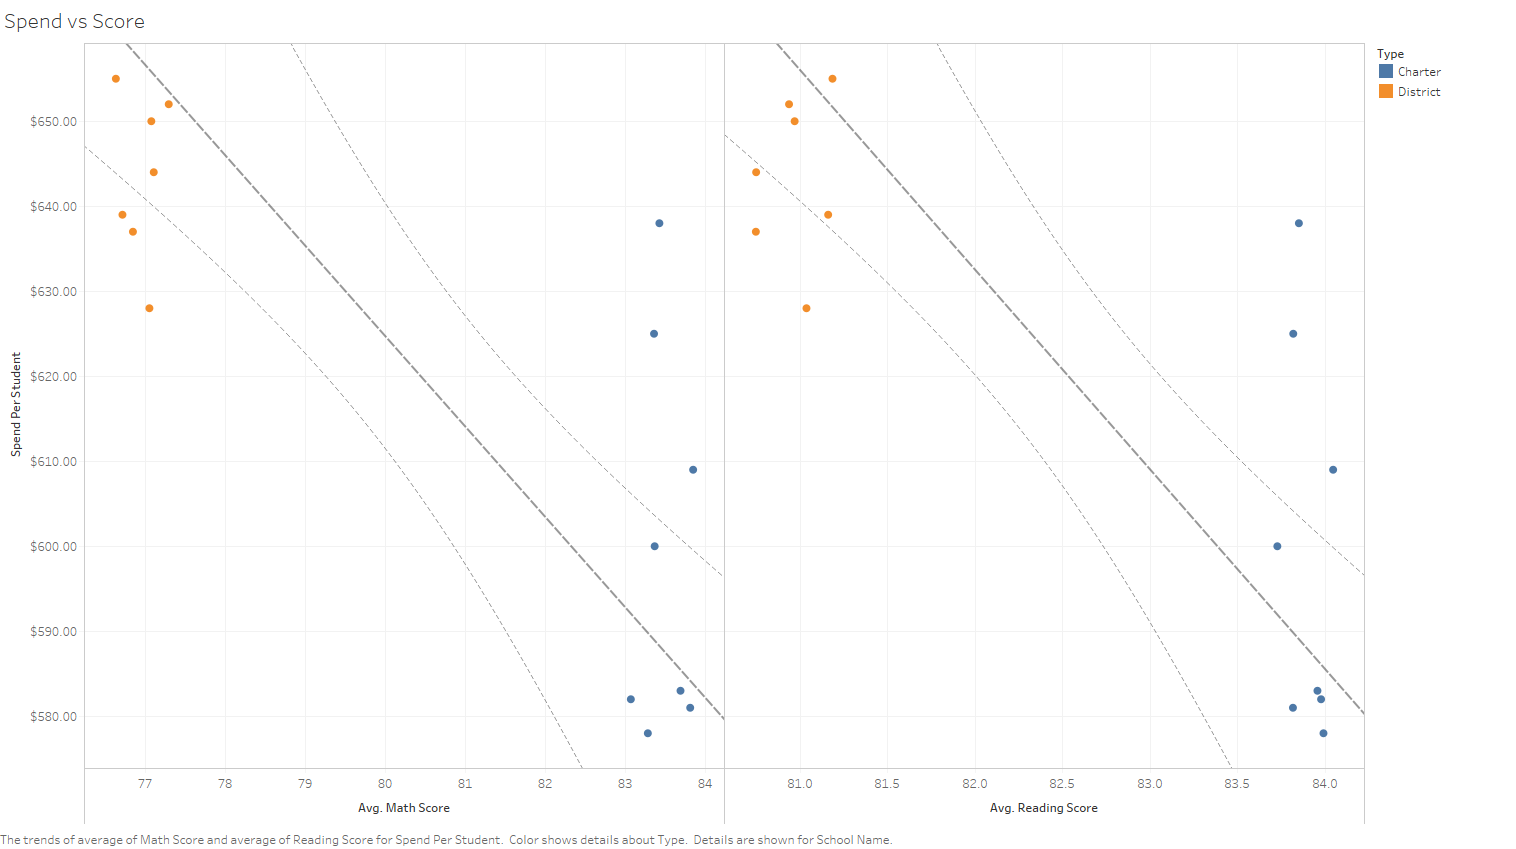 Spend vs Score
Type
Charter
District
Spend Per Student
$650.00
$640.00
$630.00
$620.00
$610.00
$600.00
$590.00
$580.00
77 78 79 80 81 82 83 84
81.0 81.5 82.0 82.5 83.0 83.5 84.0
Avg. Math Score
Avg. Reading Score
The trends of average of Math Score and average of Reading Score for Spend Per Student.  Color shows details about Type.  Details are shown for School Name.